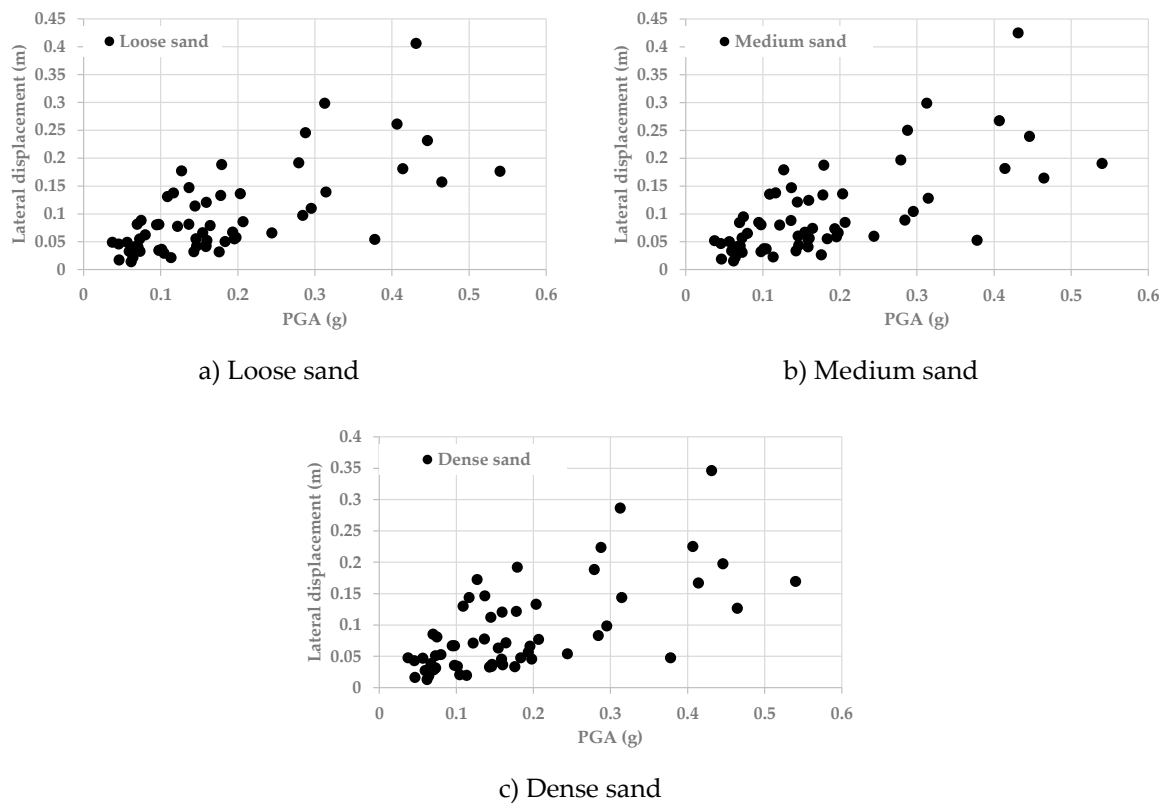 Lateral displacement (m)
0.45
0.4
0.35
0.3
0.25
0.2
0.15
0.1
0.05
0
Loose sand
0 0.1 0.2 0.3 0.4 0.5 0.6
PGA (g)
a) Loose sand
Lateral displacement (m)
0.45
0.4
0.35
0.3
0.25
0.2
0.15
0.1
0.05
0
Medium sand
0 0.1 0.2 0.3 0.4 0.5 0.6
PGA (g)
b) Medium sand
Lateral displacement (m)
0.4
0.35
0.3
0.25
0.2
0.15
0.1
0.05
0
Dense sand
0 0.1 0.2 0.3 0.4 0.5 0.6
PGA (g)
c) Dense sand